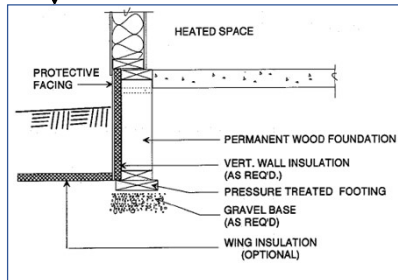 HEATED SPACE
PROTECTIVE
FACING
PERMANENT WOOD FOUNDATION
VERT. WALL INSULATION
(AS REQ'D.)
PRESSURE TREATED FOOTING
GRAVEL BASE
(AS REQ'D)
WING INSULATION
(OPTIONAL)